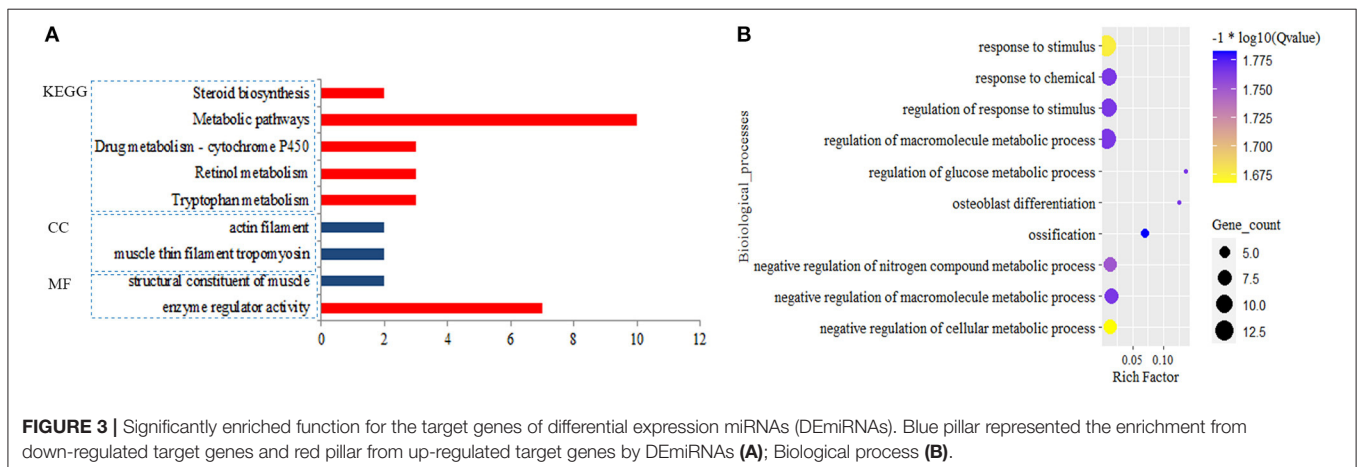 A
KEGG
Steroid biosynthesis
Metabolic pathways
Drug metabolism - cytochrome P450
Retinol metabolism
Tryptophan metabolism
CC
actin filament
muscle thin filament tropomyosin
MF
structural constituent of muscle
enzyme regulator activity
0 2 4 6 8 10 12
B
Bioiological_processes
response to stimulus
response to chemical
regulation of response to stimulus
regulation of macromolecule metabolic process
regulation of glucose metabolic process
osteoblast differentiation
ossification
negative regulation of nitrogen compound metabolic process
negative regulation of macromolecule metabolic process
negative regulation of cellular metabolic process
0.05 0.10
Rich Factor
-1 * log10(Qvalue)
1.775
1.750
1.725
1.700
1.675
Gene_count
5.0
7.5
10.0
12.5
FIGURE 3 | Significantly enriched function for the target genes of differential expression miRNAs (DEmiRNAs). Blue pillar represented the enrichment from
down-regulated target genes and red pillar from up-regulated target genes by DEmiRNAs (A); Biological process (B).